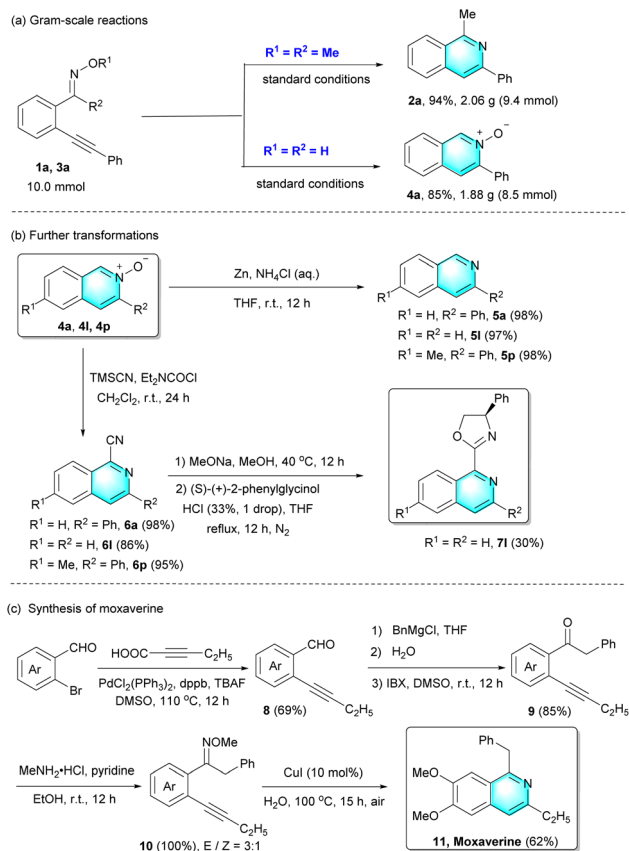 (a) Gram-scale reactions
N
O
R¹
R²
Ph
1a, 3a
10.0 mmol
R¹ = R² = Me
standard conditions
R¹ = R² = H
standard conditions
Me
N
Ph
2a, 94%, 2.06 g (9.4 mmol)
+
N
O
−
Ph
4a, 85%, 1.88 g (8.5 mmol)
(b) Further transformations
+
N
O
−
R¹
R²
4a, 4l, 4p
Zn, NH₄Cl (aq.)
THF, r.t., 12 h
N
R¹
R²
R¹ = H, R² = Ph, 5a (98%)
R¹ = R² = H, 5l (97%)
R¹ = Me, R² = Ph, 5p (98%)
TMSCN, Et₂NCOCl
CH₂Cl₂, r.t., 24 h
CN
N
R¹
R²
R¹ = H, R² = Ph, 6a (98%)
R¹ = R² = H, 6l (86%)
R¹ = Me, R² = Ph, 6p (95%)
1) MeONa, MeOH, 40 °C, 12 h
2) (S)-(+)-2-phenylglycinol
HCl (33%, 1 drop), THF
reflux, 12 h, N₂
Ph
O
N
N
R¹
R²
R¹ = R² = H, 7l (30%)
(c) Synthesis of moxaverine
CHO
Ar
Br
HOOC
C₂H₅
PdCl₂(PPh₃)₂, dppb, TBAF
DMSO, 110 °C, 12 h
CHO
Ar
C₂H₅
8 (69%)
1) BnMgCl, THF
2) H₂O
3) IBX, DMSO, r.t., 12 h
O
Ph
Ar
C₂H₅
9 (85%)
MeNH₂•HCl, pyridine
EtOH, r.t., 12 h
NOMe
Ph
Ar
C₂H₅
10 (100%), E / Z = 3:1
CuI (10 mol%)
H₂O, 100 °C, 15 h, air
Ph
MeO
N
MeO
C₂H₅
11, Moxaverine (62%)